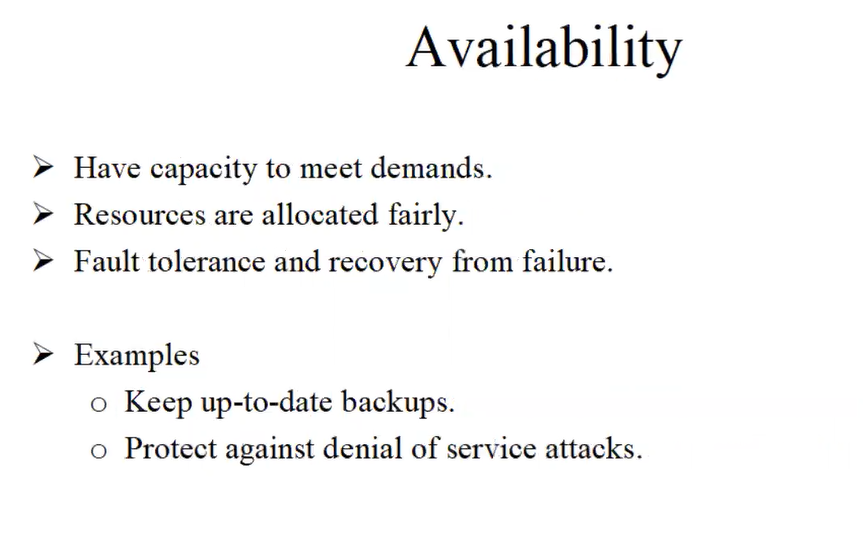 Availability
➢ Have capacity to meet demands.
➢ Resources are allocated fairly.
➢ Fault tolerance and recovery from failure.
➢ Examples
o Keep up-to-date backups.
o Protect against denial of service attacks.